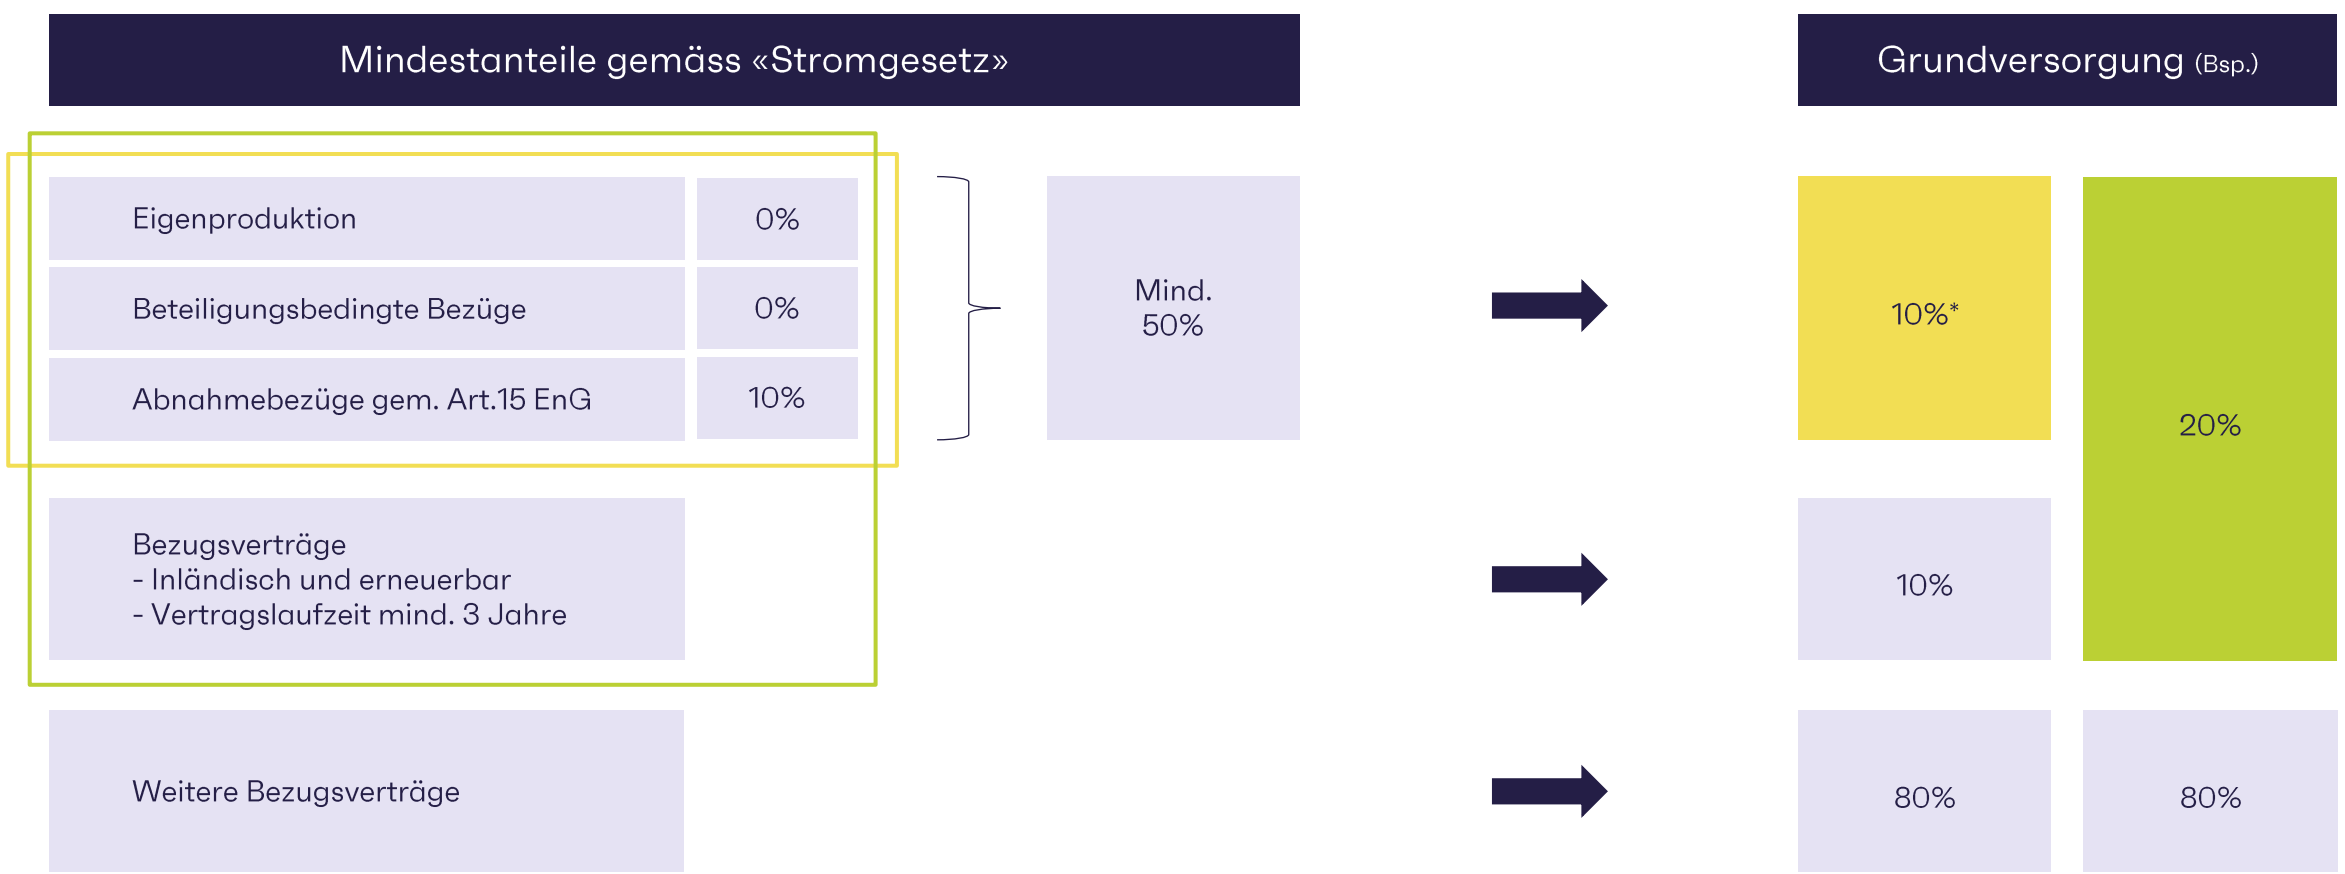 Mindestanteile gemäss «Stromgesetz»
Grundversorgung (Bsp.)
Eigenproduktion
0%
Beteiligungsbedingte Bezüge
0%
Abnahmebezüge gem. Art.15 EnG
10%
Mind.
50%
10%*
20%
Bezugsverträge
- Inländisch und erneuerbar
- Vertragslaufzeit mind. 3 Jahre
10%
Weitere Bezugsverträge
80%
80%